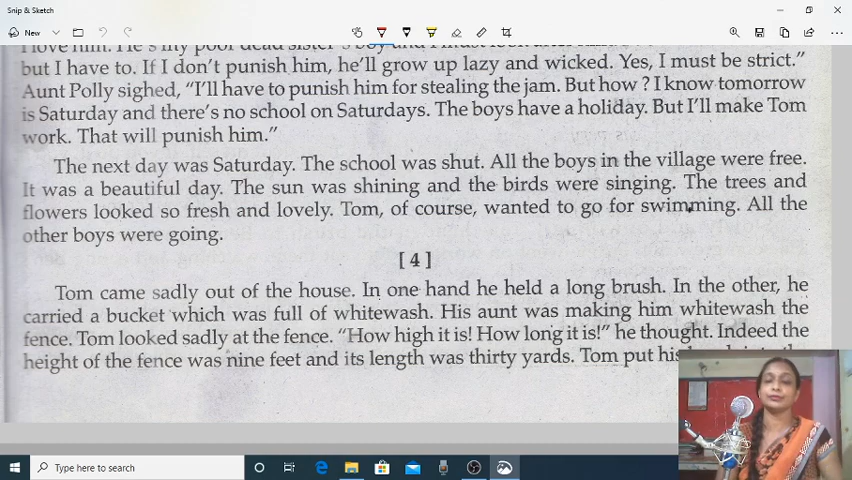 Snip & Sketch
New
I love him. He's my poor dead sister's boy and I must look
but I have to. If I don't punish him, he'll grow up lazy and wicked. Yes, I must be strict."
Aunt Polly sighed, "I'll have to punish him for stealing the jam. But how ? I know tomorrow
is Saturday and there's no school on Saturdays. The boys have a holiday. But I'll make Tom
work. That will punish him."
The next day was Saturday. The school was shut. All the boys in the village were free.
It was a beautiful day. The sun was shining and the birds were singing. The trees and
flowers looked so fresh and lovely. Tom, of course, wanted to go for swimming. All the
other boys were going.
[ 4 ]
Tom came sadly out of the house. In one hand he held a long brush. In the other, he
carried a bucket which was full of whitewash. His aunt was making him whitewash the
fence. Tom looked sadly at the fence. "How high it is! How long it is!" he thought. Indeed the
height of the fence was nine feet and its length was thirty yards. Tom put his
Type here to search